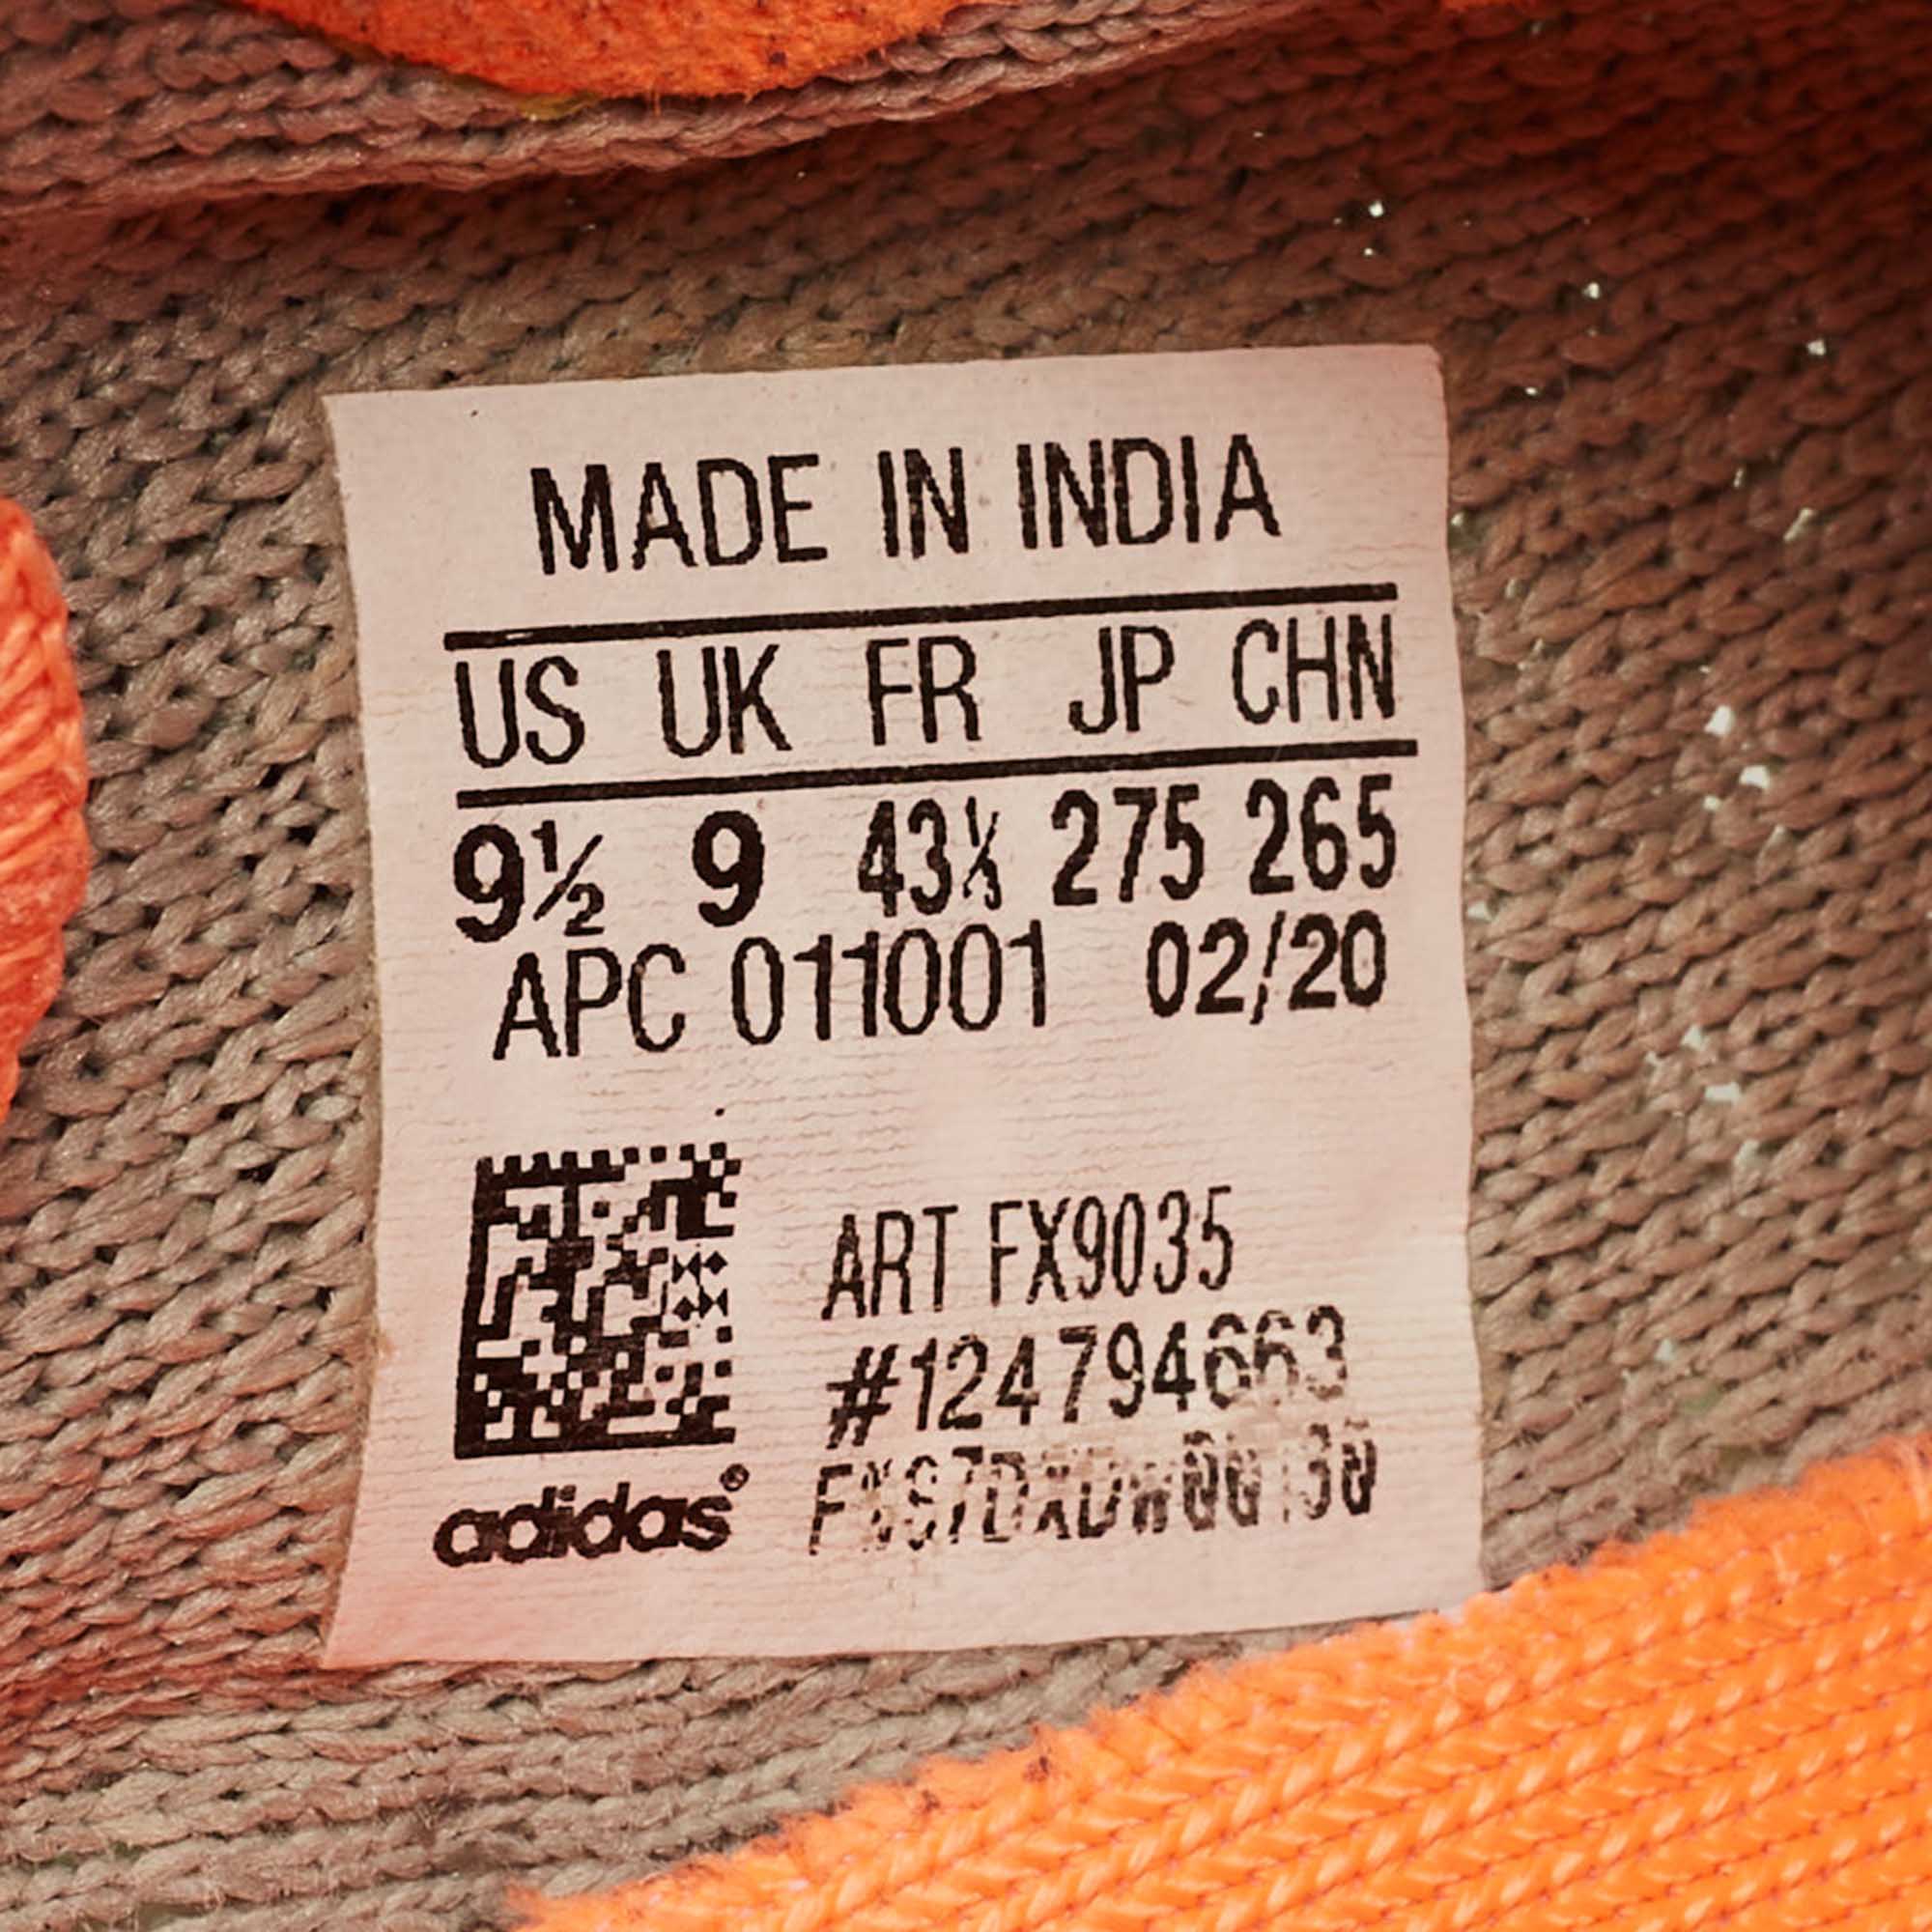 MADE IN INDIA
US UK FR JP CHN
9½ 9 43⅓ 275 265
APC 011001 02/20
ART FX9035
#124794663
adidas®